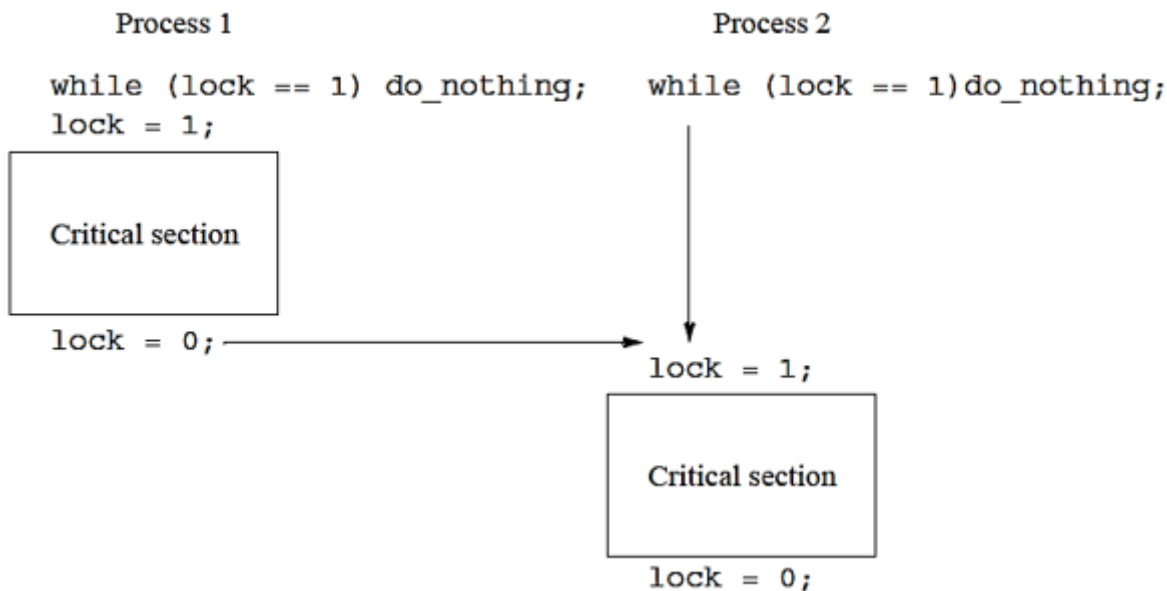 Process 1
Process 2
while (lock == 1) do_nothing;
while (lock == 1)do_nothing;
lock = 1;
Critical section
lock = 0;
lock = 1;
Critical section
lock = 0;